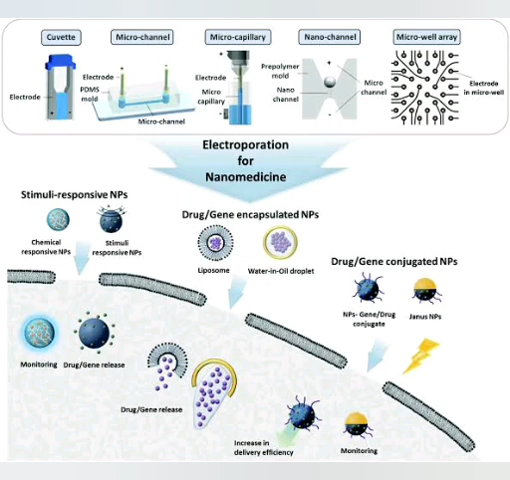 Cuvette
Micro-channel
Micro-capillary
Nano-channel
Micro-well array
Electrode
Electrode
PDMS
mold
Micro-channel
Electrode
Micro
capillary
Prepolymer
mold
Nano
channel
+
-
Micro
channel
Electrode
in micro-well
Electroporation
for
Nanomedicine
Stimuli-responsive NPs
Chemical
responsive NPs
Stimuli
responsive NPs
Drug/Gene encapsulated NPs
Liposome
Water-in-Oil droplet
Drug/Gene conjugated NPs
NPs- Gene/Drug
conjugate
Janus NPs
Monitoring
Drug/Gene release
Drug/Gene release
Increase in
delivery efficiency
Monitoring